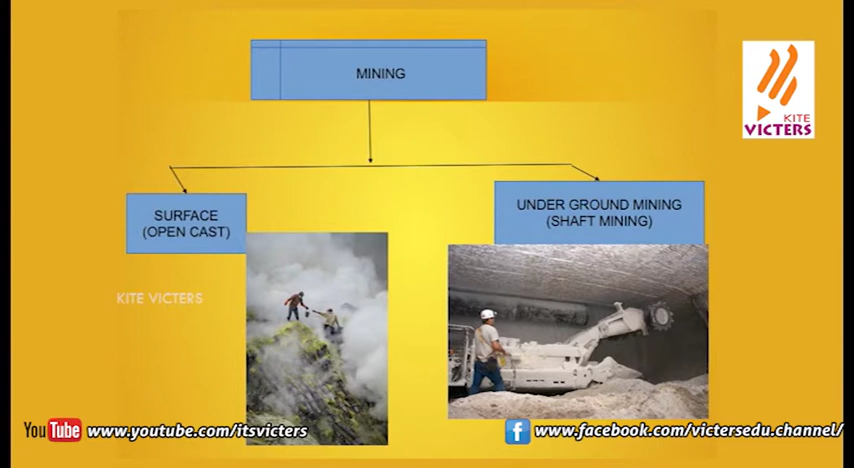 MINING
KITE
VICTERS
SURFACE
(OPEN CAST)
UNDER GROUND MINING
(SHAFT MINING)
KITE VICTERS
YouTube www.youtube.com/itsvicters
f www.facebook.com/victersedu.channel/